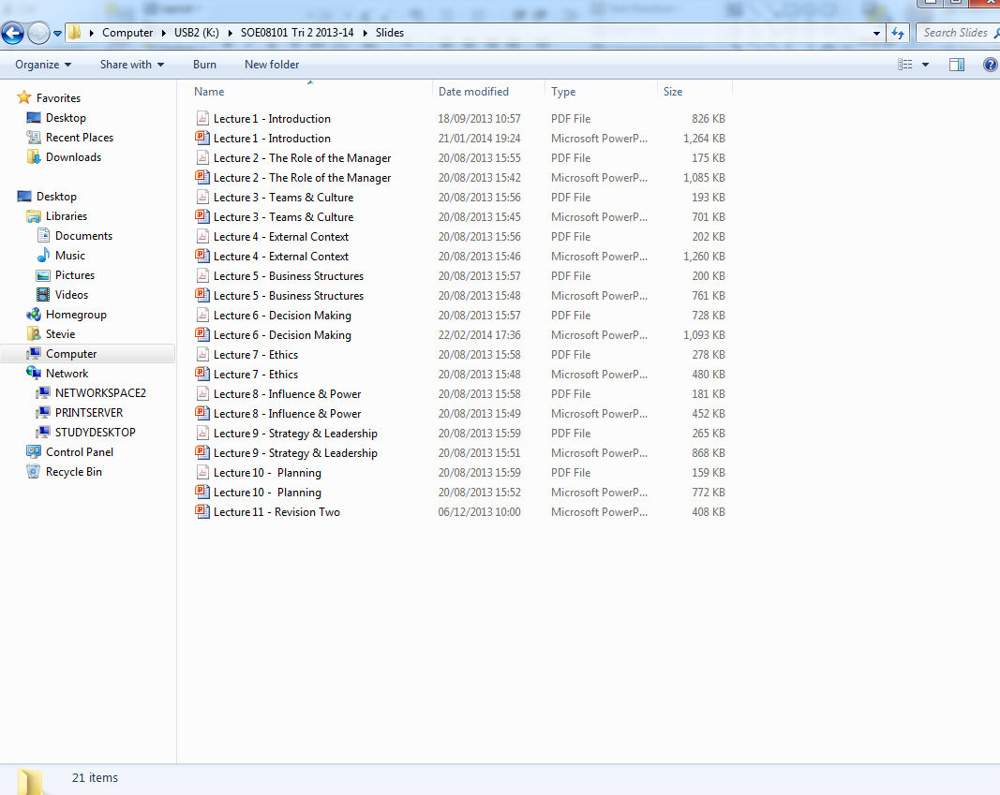 Computer USB2 (K:) SOE08101 Tri 2 2013-14 Slides Search Slides
Organize Share with Burn New folder
Name Date modified Type Size
Favorites
Desktop
Recent Places
Downloads
Desktop
Libraries
Documents
Music
Pictures
Videos
Homegroup
Stevie
Computer
Network
NETWORKSPACE2
PRINTSERVER
STUDYDESKTOP
Control Panel
Recycle Bin
Lecture 1 - Introduction 18/09/2013 10:57 PDF File 826 KB
Lecture 1 - Introduction 21/01/2014 19:24 Microsoft PowerP... 1,264 KB
Lecture 2 - The Role of the Manager 20/08/2013 15:55 PDF File 175 KB
Lecture 2 - The Role of the Manager 20/08/2013 15:42 Microsoft PowerP... 1,085 KB
Lecture 3 - Teams & Culture 20/08/2013 15:56 PDF File 193 KB
Lecture 3 - Teams & Culture 20/08/2013 15:45 Microsoft PowerP... 701 KB
Lecture 4 - External Context 20/08/2013 15:56 PDF File 202 KB
Lecture 4 - External Context 20/08/2013 15:46 Microsoft PowerP... 1,260 KB
Lecture 5 - Business Structures 20/08/2013 15:57 PDF File 200 KB
Lecture 5 - Business Structures 20/08/2013 15:48 Microsoft PowerP... 761 KB
Lecture 6 - Decision Making 20/08/2013 15:57 PDF File 728 KB
Lecture 6 - Decision Making 22/02/2014 17:36 Microsoft PowerP... 1,093 KB
Lecture 7 - Ethics 20/08/2013 15:58 PDF File 278 KB
Lecture 7 - Ethics 20/08/2013 15:48 Microsoft PowerP... 480 KB
Lecture 8 - Influence & Power 20/08/2013 15:58 PDF File 181 KB
Lecture 8 - Influence & Power 20/08/2013 15:49 Microsoft PowerP... 452 KB
Lecture 9 - Strategy & Leadership 20/08/2013 15:59 PDF File 265 KB
Lecture 9 - Strategy & Leadership 20/08/2013 15:51 Microsoft PowerP... 868 KB
Lecture 10 -  Planning 20/08/2013 15:59 PDF File 159 KB
Lecture 10 -  Planning 20/08/2013 15:52 Microsoft PowerP... 772 KB
Lecture 11 - Revision Two 06/12/2013 10:00 Microsoft PowerP... 408 KB
21 items